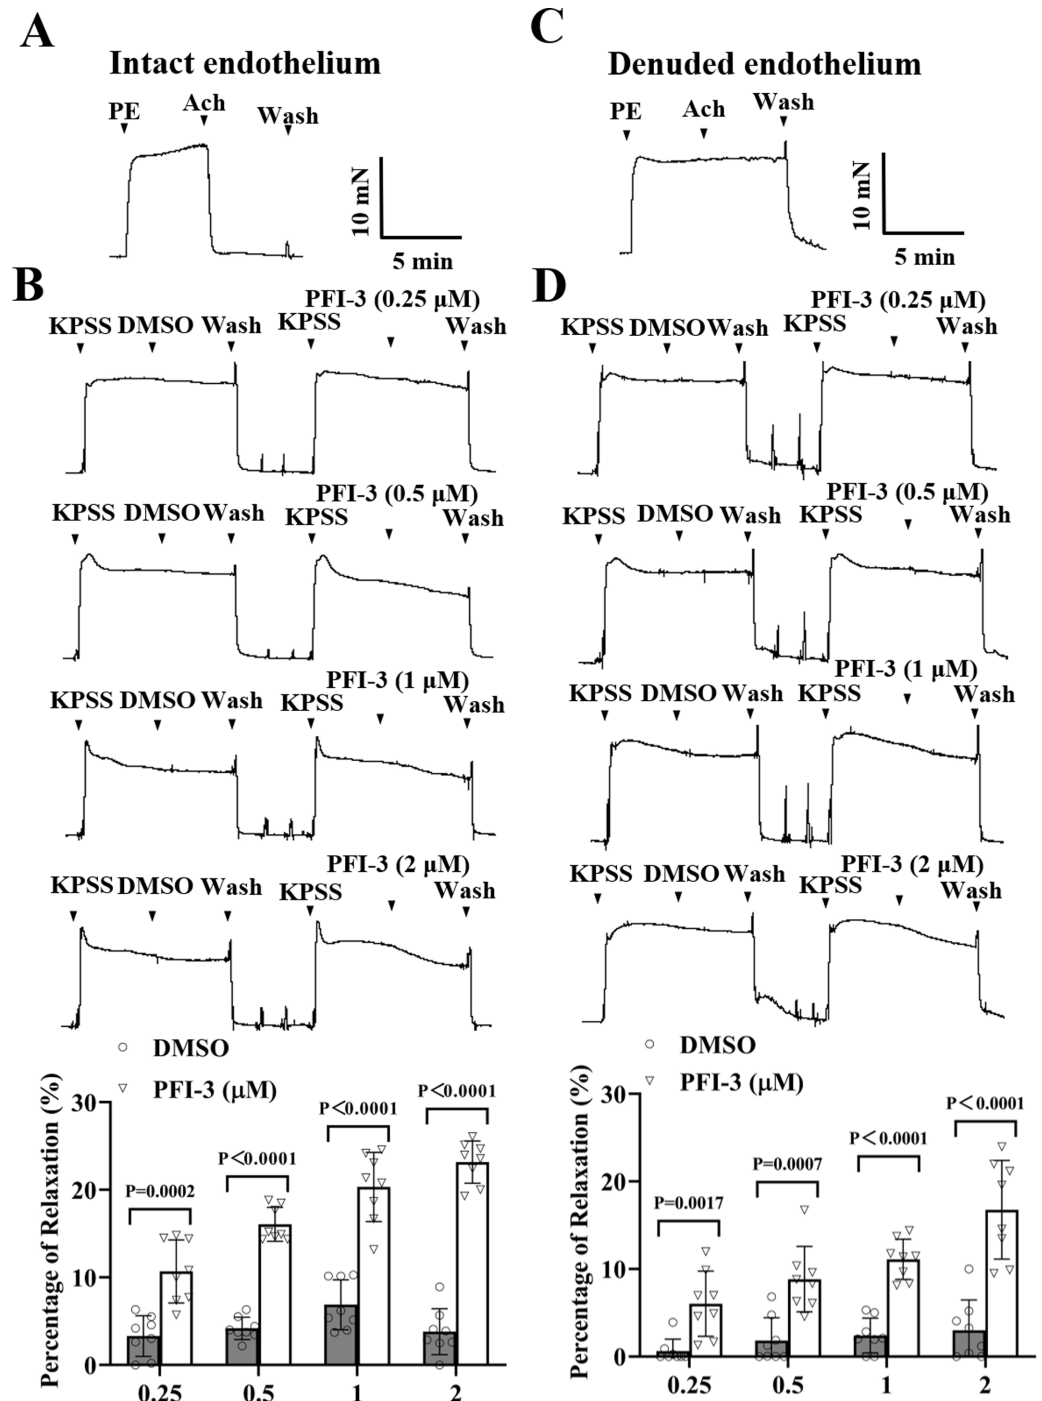 A
Intact endothelium
PE Ach Wash
10 mN
5 min
B
PFI-3 (0.25 μM)
KPSS DMSO Wash KPSS Wash
PFI-3 (0.5 μM)
KPSS DMSO Wash KPSS Wash
PFI-3 (1 μM)
KPSS DMSO Wash KPSS Wash
PFI-3 (2 μM)
KPSS DMSO Wash KPSS Wash
DMSO
PFI-3 (μM)
Percentage of Relaxation (%)
30
20
10
0
P=0.0002
P<0.0001
P<0.0001
P<0.0001
0.25 0.5 1 2
C
Denuded endothelium
PE Ach Wash
10 mN
5 min
D
PFI-3 (0.25 μM)
KPSS DMSO Wash KPSS Wash
PFI-3 (0.5 μM)
KPSS DMSO Wash KPSS Wash
PFI-3 (1 μM)
KPSS DMSO Wash KPSS Wash
PFI-3 (2 μM)
KPSS DMSO Wash KPSS Wash
DMSO
PFI-3 (μM)
Percentage of Relaxation (%)
30
20
10
0
P=0.0017
P=0.0007
P<0.0001
P<0.0001
0.25 0.5 1 2